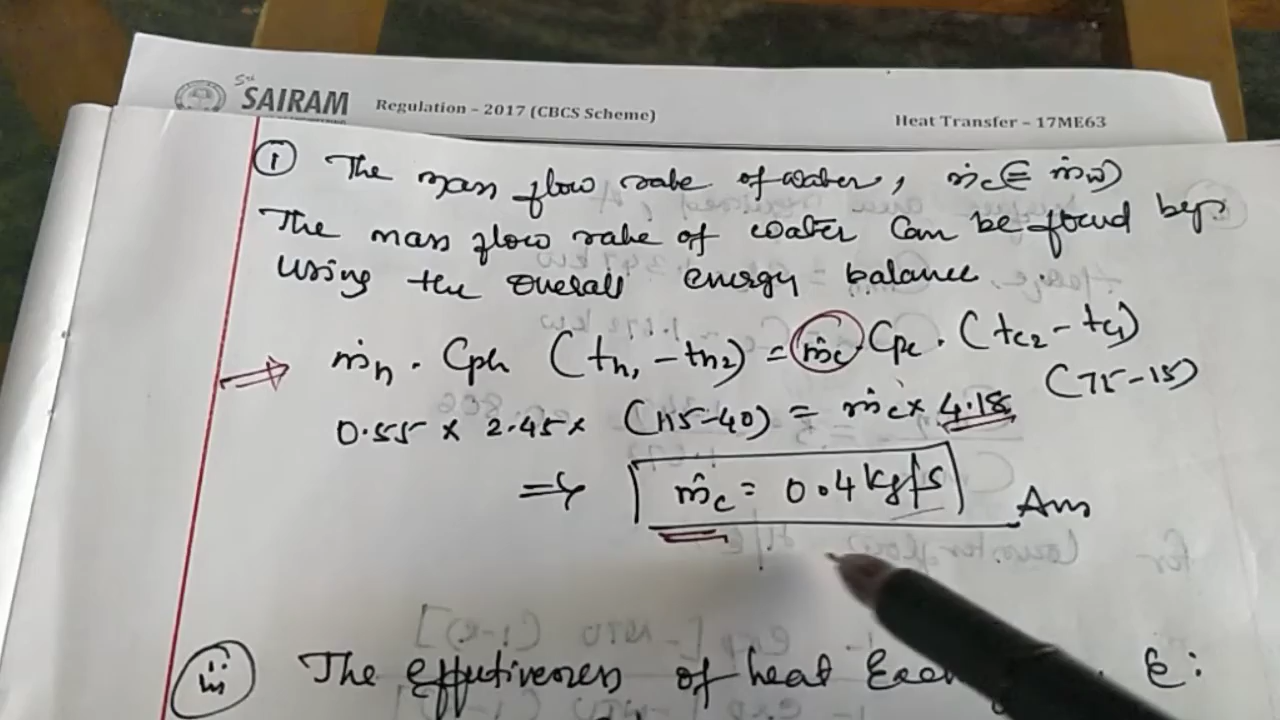 Sri
SAIRAM Regulation – 2017 (CBCS Scheme) Heat Transfer – 17ME63
① The mass flow rate of water, ṁc (= ṁw)
The mass flow rate of water can be found by
using the overall energy balance
ṁh . Cph (th1 - th2) = ṁc . Cpc . (tc2 - tc1)
0.55 x 2.45 x (115-40) = ṁc x 4.18 (75-15)
⇒ ṁc = 0.4 kg/s Ans
The effectiveness of heat